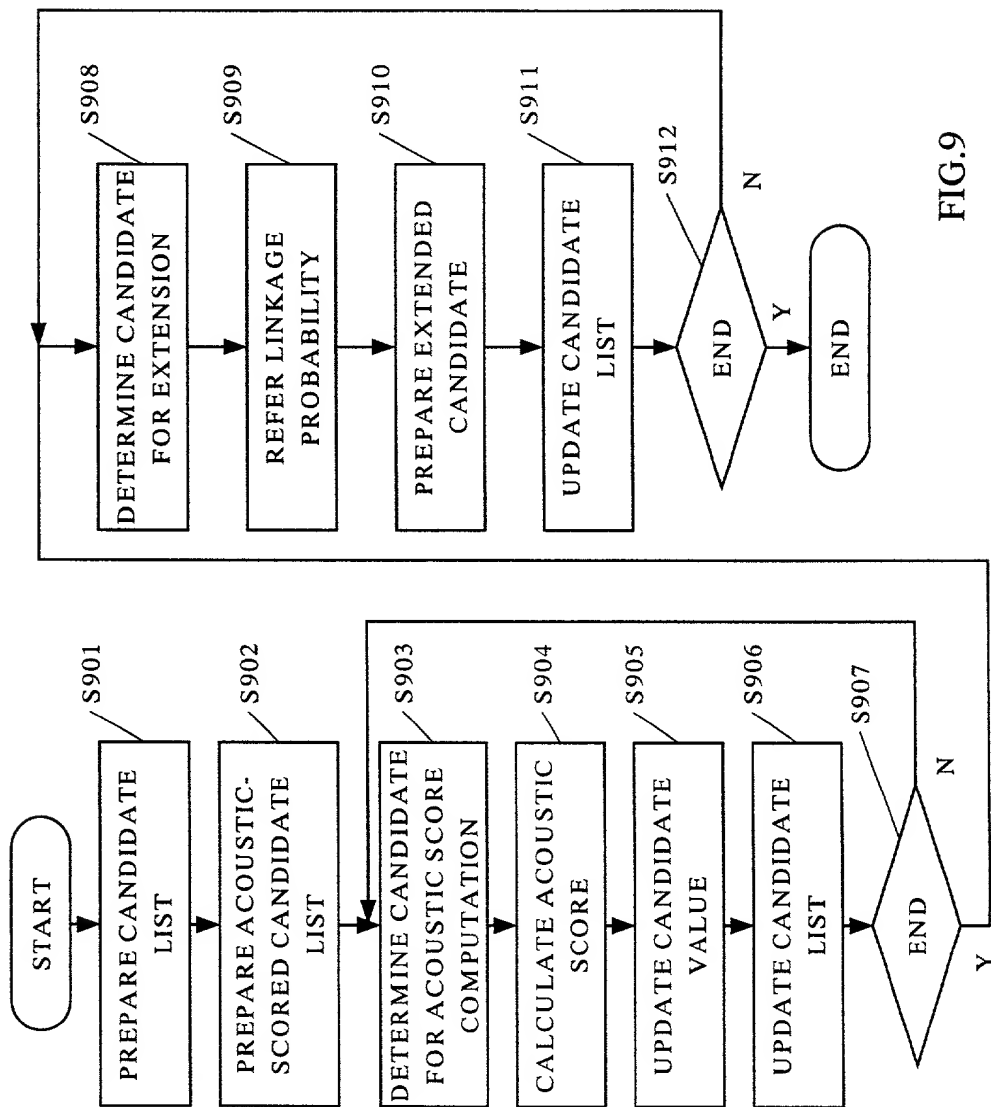 START
S901
PREPARE CANDIDATE
LIST
S902
PREPARE ACOUSTIC-
SCORED CANDIDATE
LIST
S903
DETERMINE CANDIDATE
FOR ACOUSTIC SCORE
COMPUTATION
S904
CALCULATE ACOUSTIC
SCORE
S905
UPDATE CANDIDATE
VALUE
S906
UPDATE CANDIDATE
LIST
S907
END
N
Y
S908
DETERMINE CANDIDATE
FOR EXTENSION
S909
REFER LINKAGE
PROBABILITY
S910
PREPARE EXTENDED
CANDIDATE
S911
UPDATE CANDIDATE
LIST
S912
END
N
Y
END
FIG.9